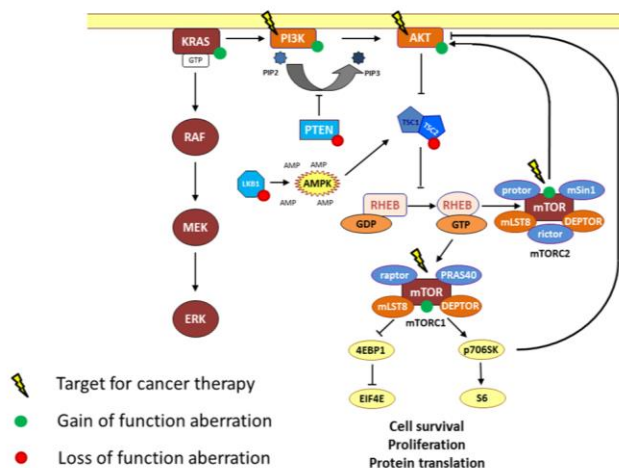 KRAS
GTP
PI3K
AKT
PIP2
PIP3
PTEN
TSC1
TSC2
LKB1
AMP
AMP
AMPK
AMP
AMP
RAF
MEK
ERK
RHEB
GDP
RHEB
GTP
protor
mSin1
mTOR
mLST8
DEPTOR
rictor
mTORC2
raptor
PRAS40
mTOR
mLST8
DEPTOR
mTORC1
4EBP1
p706SK
EIF4E
S6
Cell survival
Proliferation
Protein translation
Target for cancer therapy
Gain of function aberration
Loss of function aberration